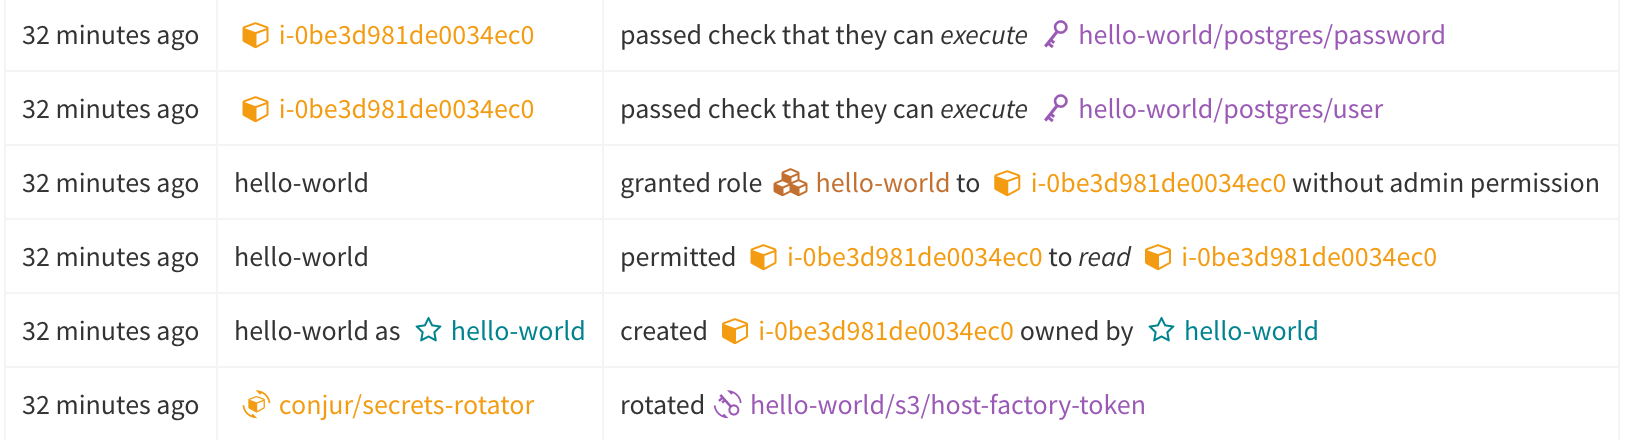 32 minutes ago i-0be3d981de0034ec0 passed check that they can execute hello-world/postgres/password
32 minutes ago i-0be3d981de0034ec0 passed check that they can execute hello-world/postgres/user
32 minutes ago hello-world granted role hello-world to i-0be3d981de0034ec0 without admin permission
32 minutes ago hello-world permitted i-0be3d981de0034ec0 to read i-0be3d981de0034ec0
32 minutes ago hello-world as hello-world created i-0be3d981de0034ec0 owned by hello-world
32 minutes ago conjur/secrets-rotator rotated hello-world/s3/host-factory-token